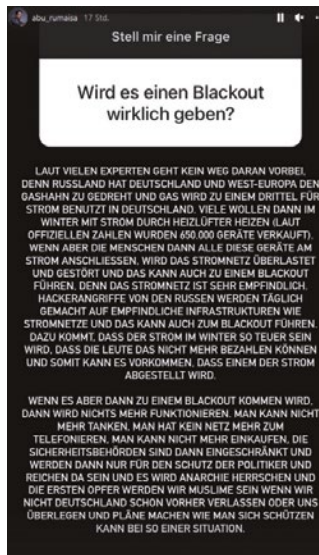 abu_rumaisa 17 Std.
Stell mir eine Frage
Wird es einen Blackout
wirklich geben?
LAUT VIELEN EXPERTEN GEHT KEIN WEG DARAN VORBEI,
DENN RUSSLAND HAT DEUTSCHLAND UND WEST-EUROPA DEN
GASHAHN ZU GEDREHT UND GAS WIRD ZU EINEM DRITTEL FÜR
STROM BENUTZT IN DEUTSCHLAND. VIELE WOLLEN DANN IM
WINTER MIT STROM DURCH HEIZLÜFTER HEIZEN (LAUT
OFFIZIELLEN ZAHLEN WURDEN 650.000 GERÄTE VERKAUFT).
WENN ABER DIE MENSCHEN DANN ALLE DIESE GERÄTE AM
STROM ANSCHLIESSEN, WIRD DAS STROMNETZ ÜBERLASTET
UND GESTÖRT UND DAS KANN AUCH ZU EINEM BLACKOUT
FÜHREN, DENN DAS STROMNETZ IST SEHR EMPFINDLICH.
HACKERANGRIFFE VON DEN RUSSEN WERDEN TÄGLICH
GEMACHT AUF EMPFINDLICHE INFRASTRUKTUREN WIE
STROMNETZE UND DAS KANN AUCH ZUM BLACKOUT FÜHREN.
DAZU KOMMT, DASS DER STROM IM WINTER SO TEUER SEIN
WIRD, DASS DIE LEUTE DAS NICHT MEHR BEZAHLEN KÖNNEN
UND SOMIT KANN ES VORKOMMEN, DASS EINEM DER STROM
ABGESTELLT WIRD.
WENN ES ABER DANN ZU EINEM BLACKOUT KOMMEN WIRD,
DANN WIRD NICHTS MEHR FUNKTIONIEREN. MAN KANN NICHT
MEHR TANKEN, MAN HAT KEIN NETZ MEHR ZUM
TELEFONIEREN, MAN KANN NICHT MEHR EINKAUFEN, DIE
SICHERHEITSBEHÖRDEN SIND DANN EINGESCHRÄNKT UND
WERDEN DANN NUR FÜR DEN SCHUTZ DER POLITIKER UND
REICHEN DA SEIN UND ES WIRD ANARCHIE HERRSCHEN UND
DIE ERSTEN OPFER WERDEN WIR MUSLIME SEIN WENN WIR
NICHT DEUTSCHLAND SCHON VORHER VERLASSEN ODER UNS
ÜBERLEGEN UND PLÄNE MACHEN WIE MAN SICH SCHÜTZEN
KANN BEI SO EINER SITUATION.